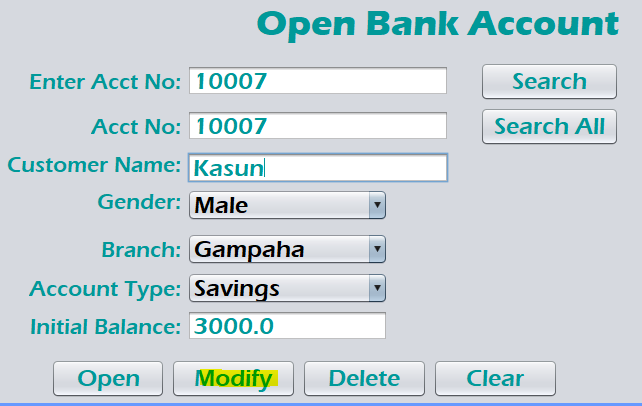 Open Bank Account
Enter Acct No: 10007 Search
Acct No: 10007 Search All
Customer Name: Kasun
Gender: Male
Branch: Gampaha
Account Type: Savings
Initial Balance: 3000.0
Open Modify Delete Clear